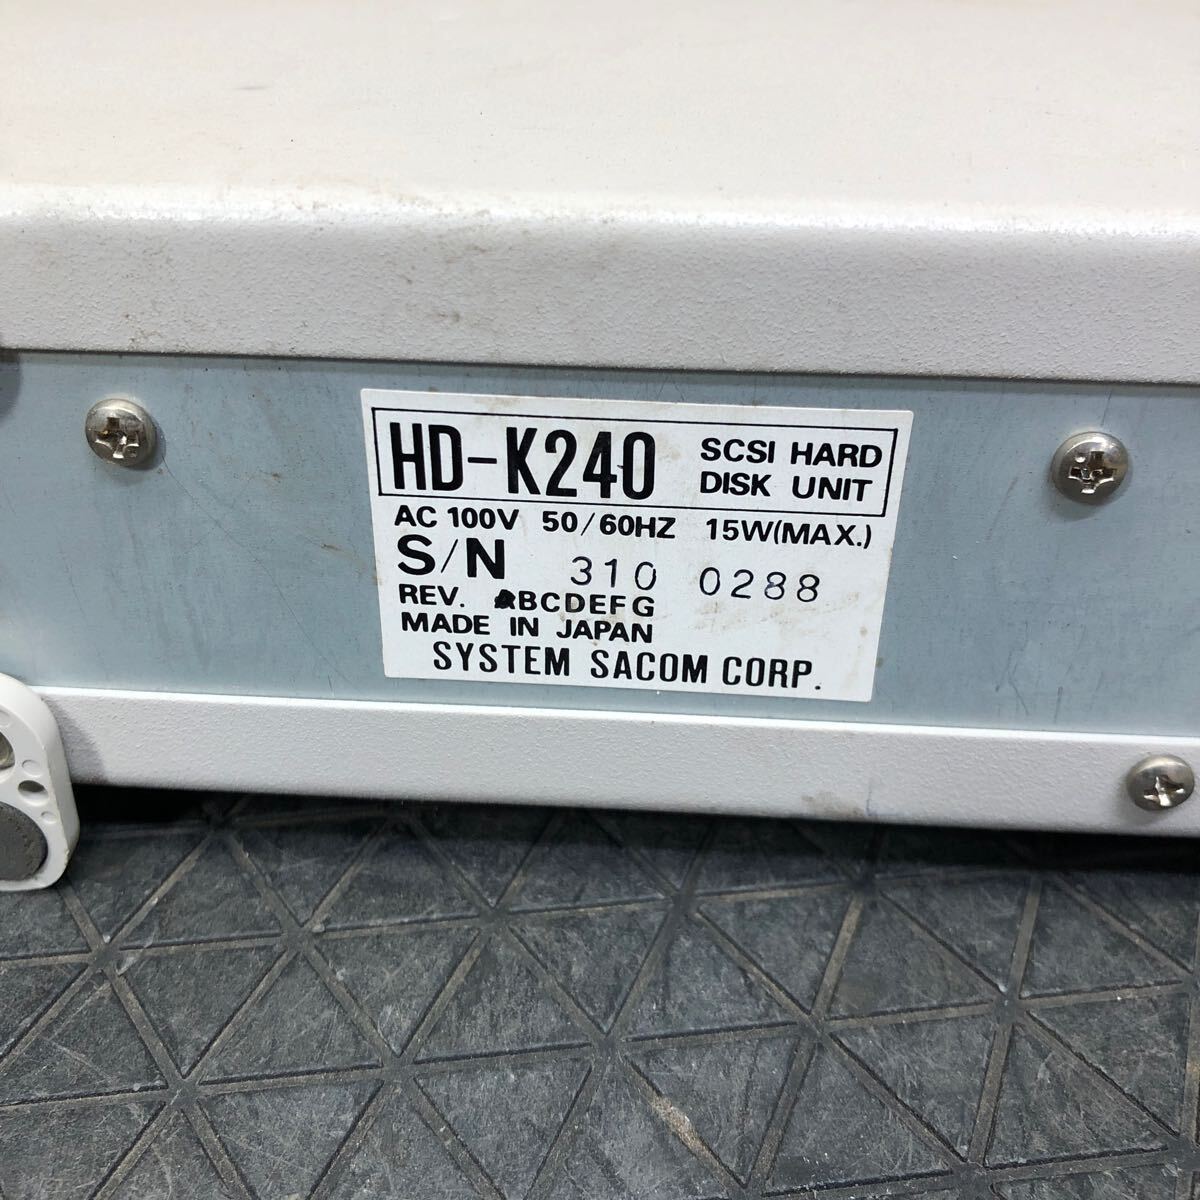 HD-K240 SCSI HARD
DISK UNIT
AC 100V 50/60HZ 15W(MAX.)
S/N 310 0288
REV. ABCDEFG
MADE IN JAPAN
SYSTEM SACOM CORP.